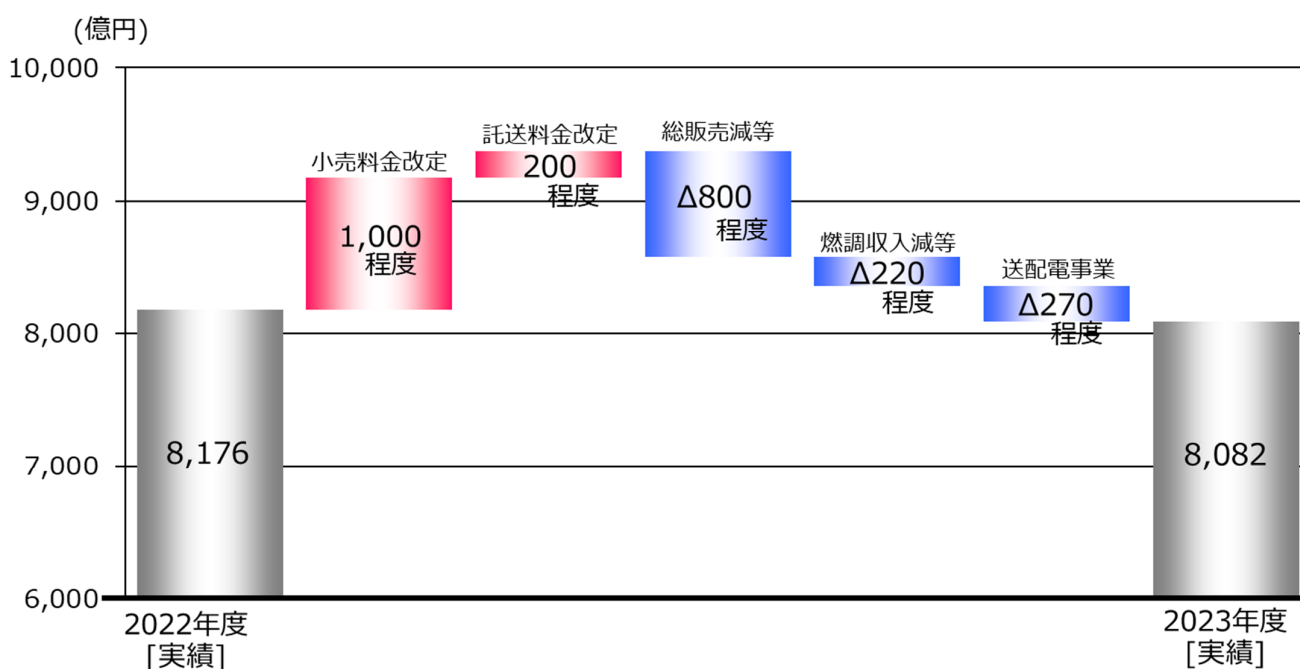 (億円)
10,000
9,000
8,000
7,000
6,000
8,176
2022年度
[実績]
小売料金改定
1,000
程度
託送料金改定
200
程度
総販売減等
Δ800
程度
燃調収入減等
Δ220
程度
送配電事業
Δ270
程度
8,082
2023年度
[実績]